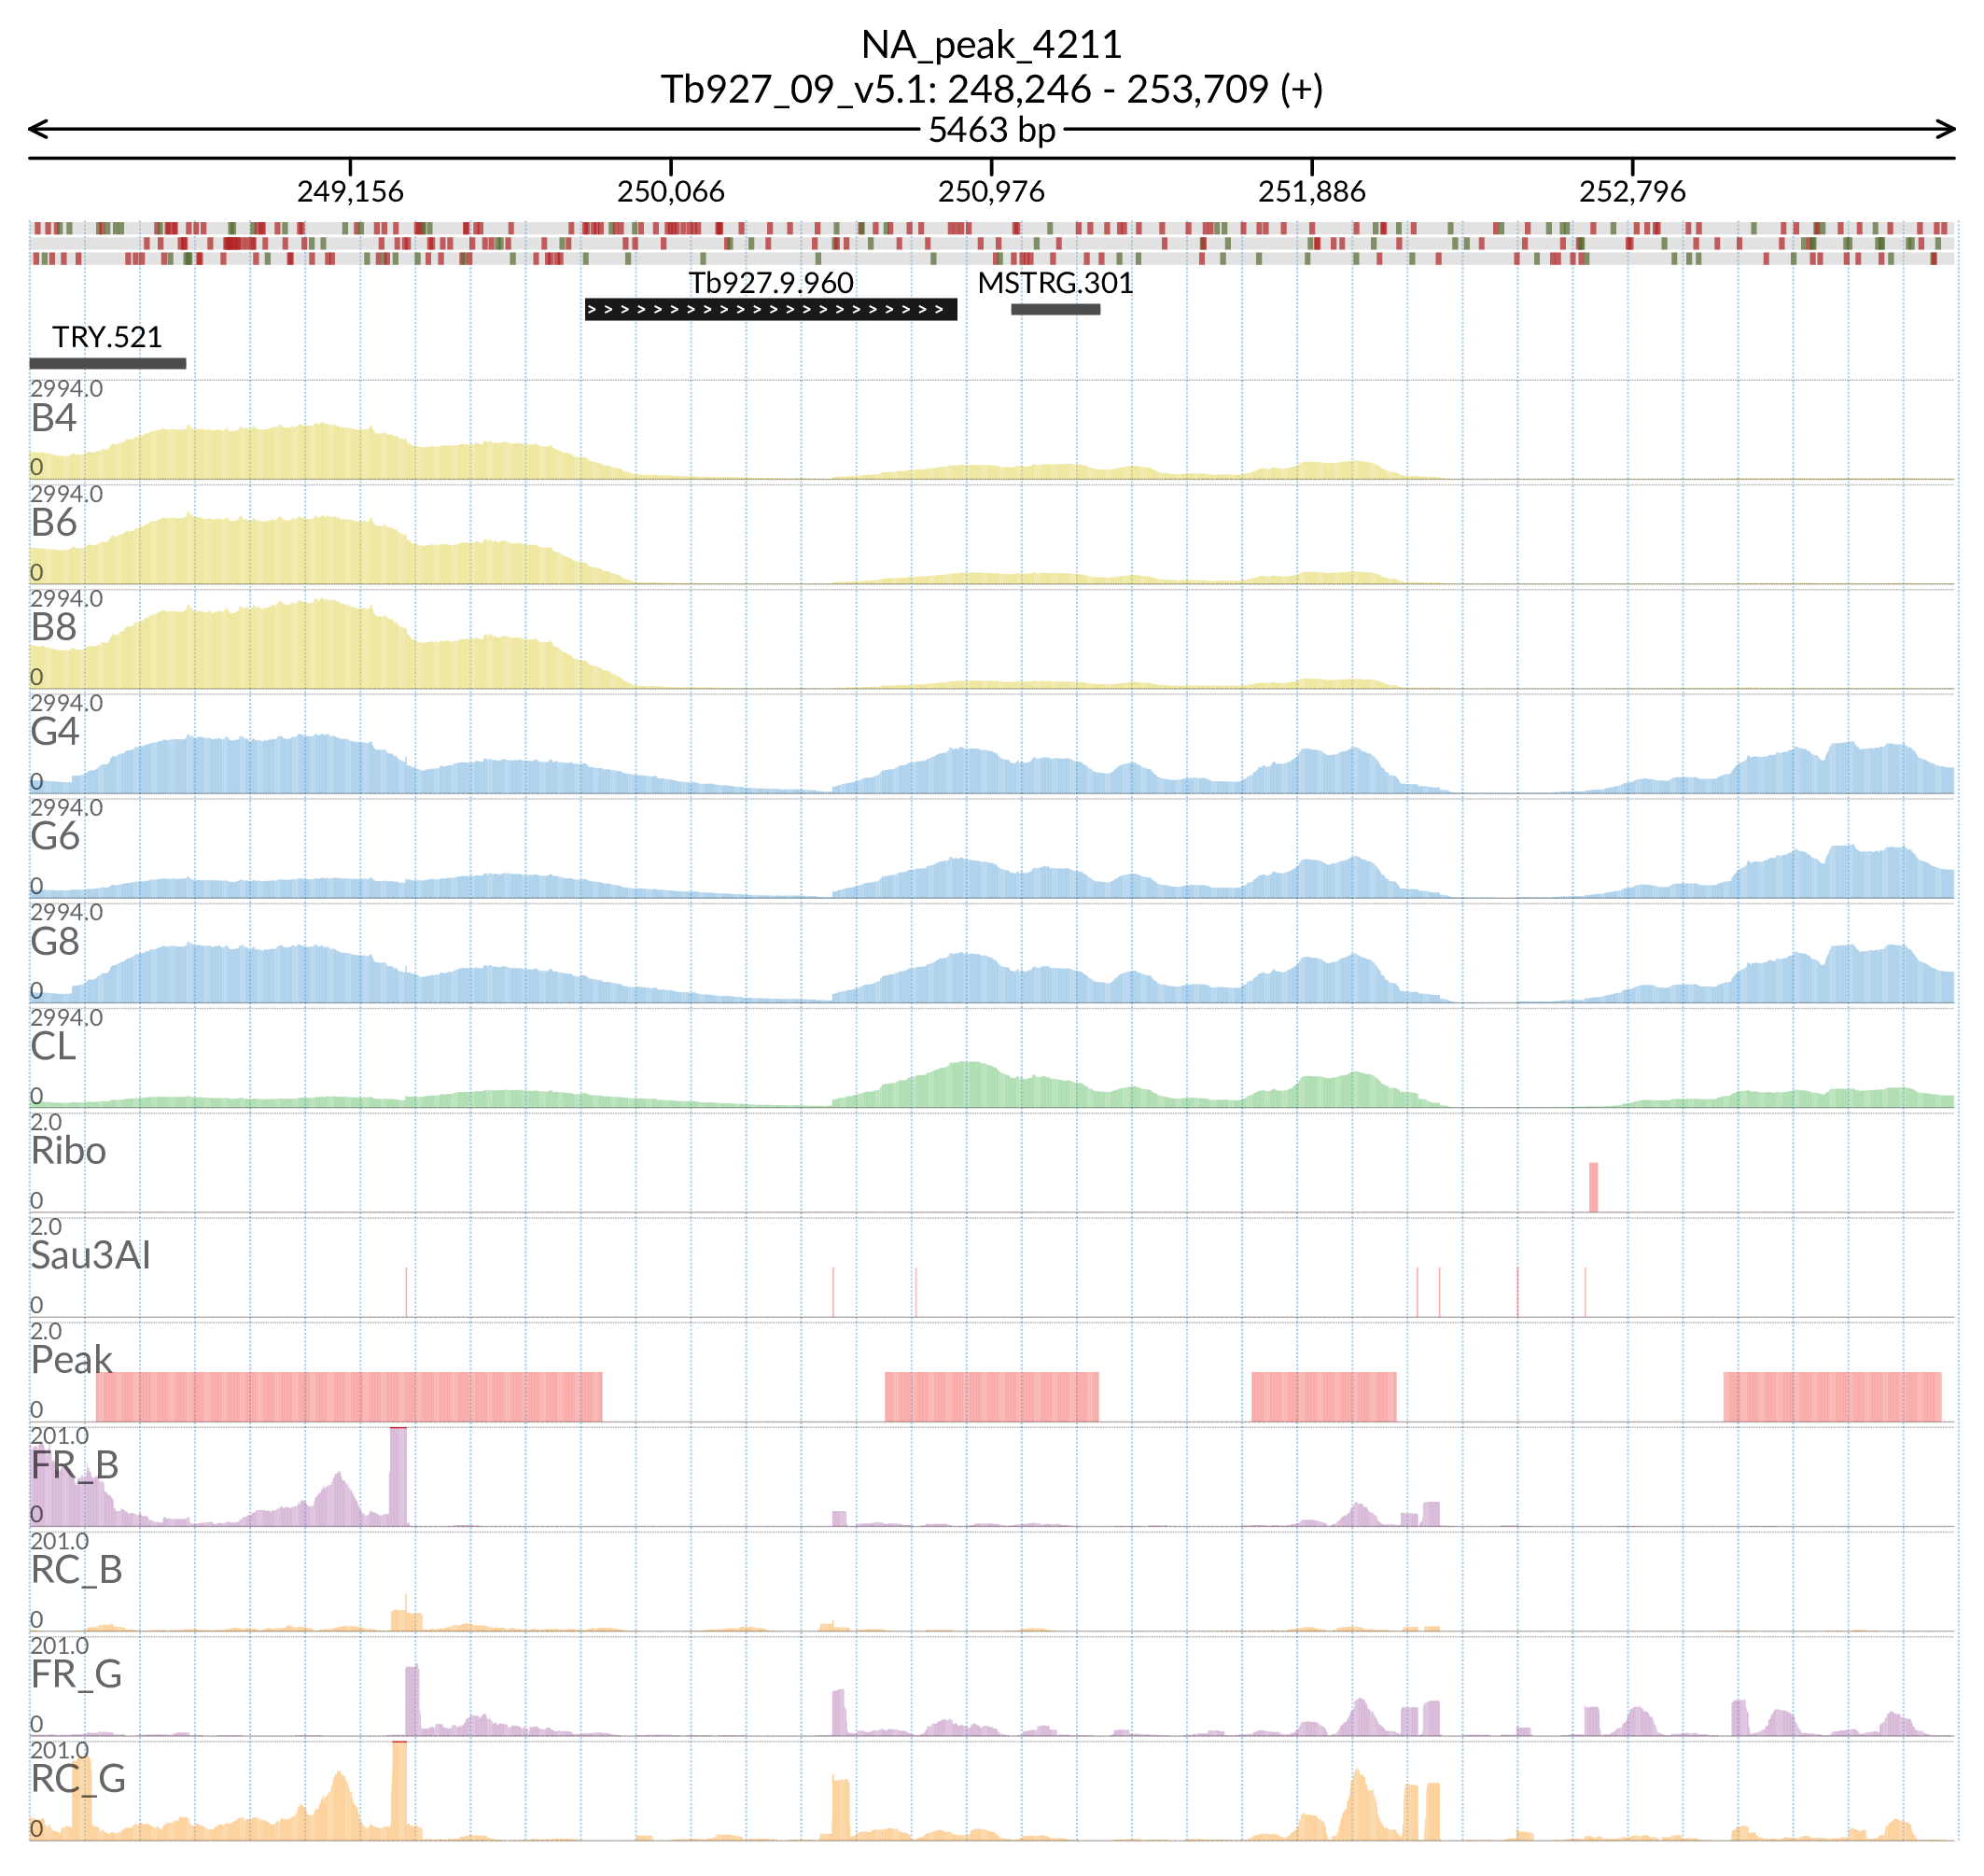 NA_peak_4211
Tb927_09_v5.1: 248,246 - 253,709 (+)
5463 bp
249,156 250,066 250,976 251,886 252,796
Tb927.9.960 MSTRG.301
TRY.521
2994.0
B4
0
2994.0
B6
0
2994.0
B8
0
2994.0
G4
0
2994.0
G6
0
2994.0
G8
0
2994.0
CL
0
2.0
Ribo
0
2.0
Sau3AI
0
2.0
Peak
0
201.0
FR_B
0
201.0
RC_B
0
201.0
FR_G
0
201.0
RC_G
0